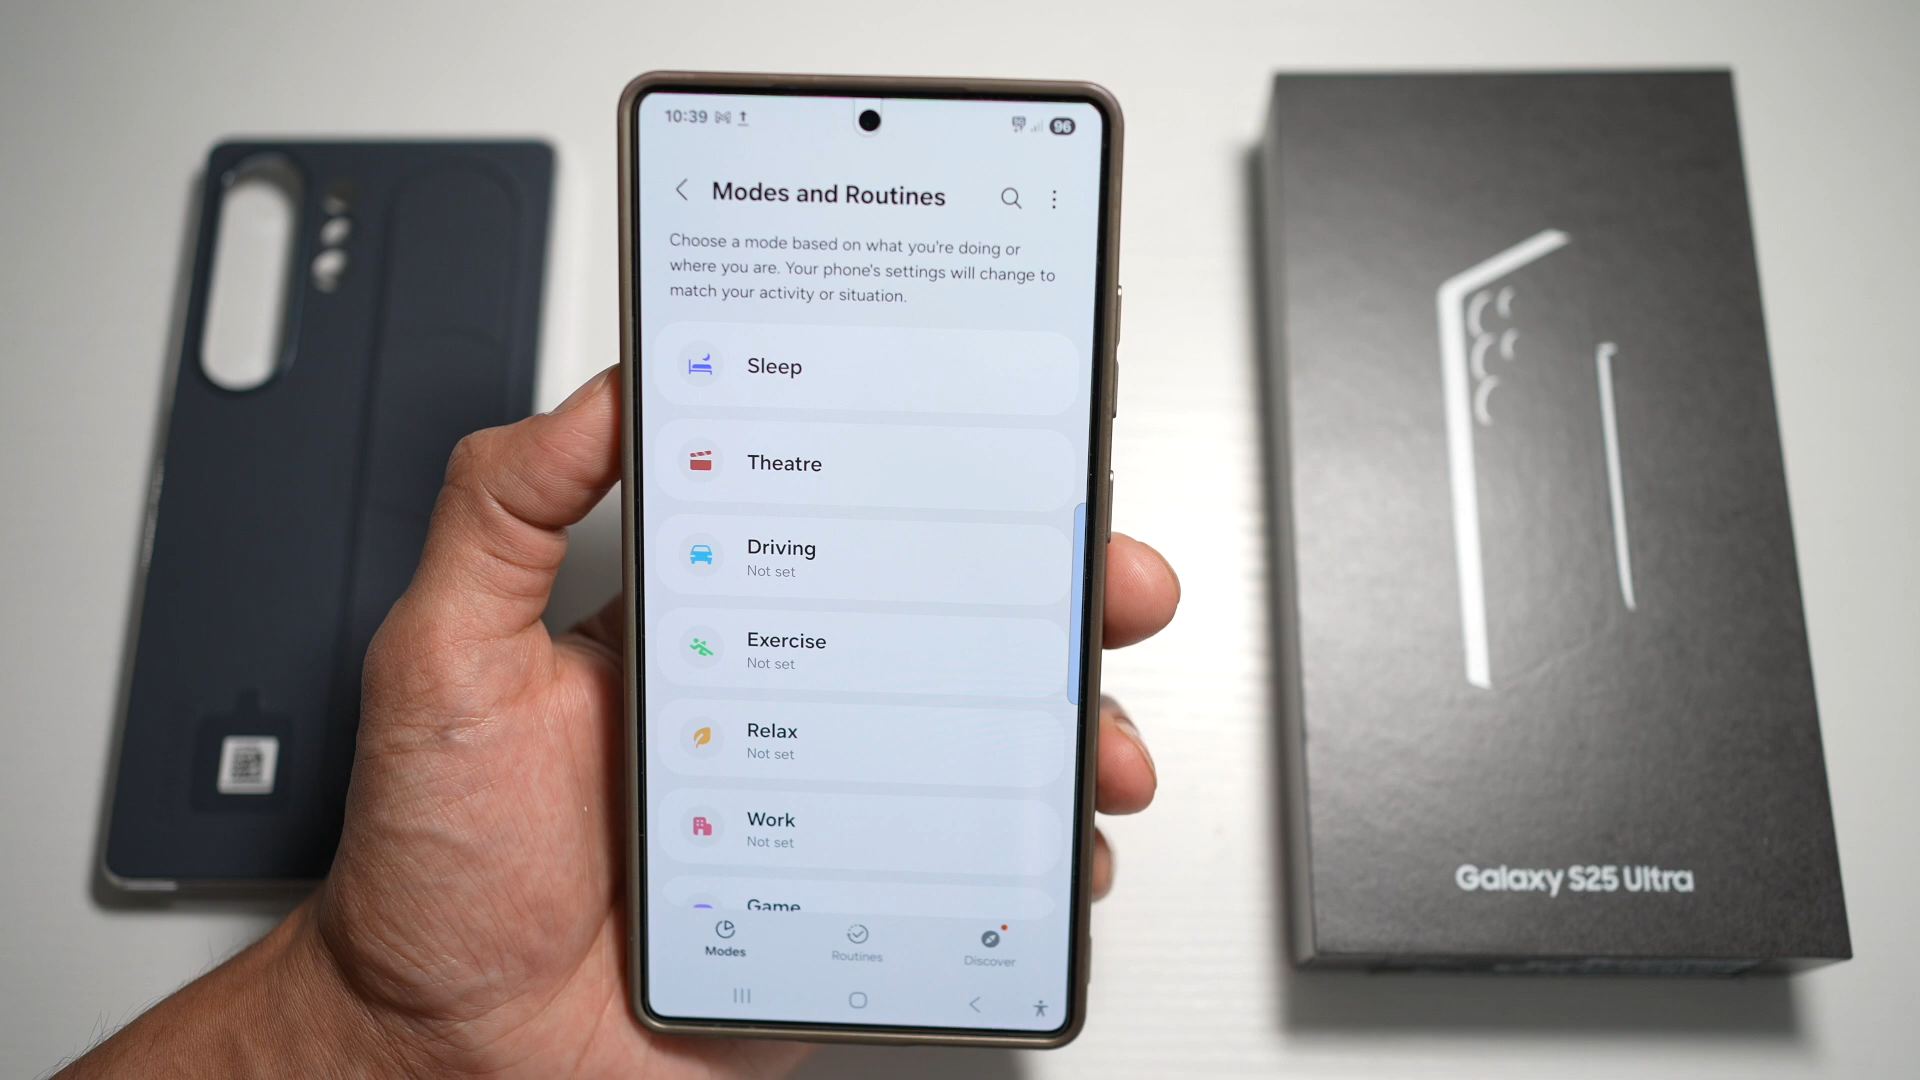 10:39
96
Modes and Routines
Choose a mode based on what you're doing or
where you are. Your phone's settings will change to
match your activity or situation.
Sleep
Theatre
Driving
Not set
Exercise
Not set
Relax
Not set
Work
Not set
Game
Modes
Routines
Discover
Galaxy S25 Ultra